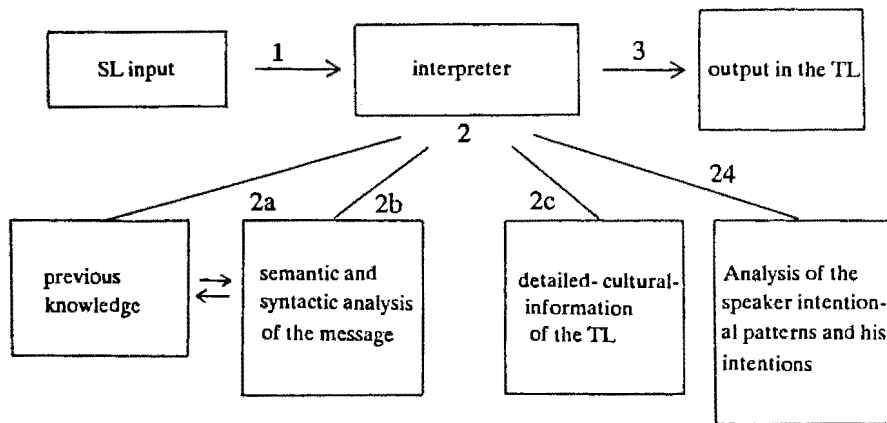 SL input
1
interpreter
3
output in the TL
2
2a
2b
2c
24
previous
knowledge
semantic and
syntactic analysis
of the message
detailed- cultural-
information
of the TL
Analysis of the
speaker intention-
al patterns and his
intentions